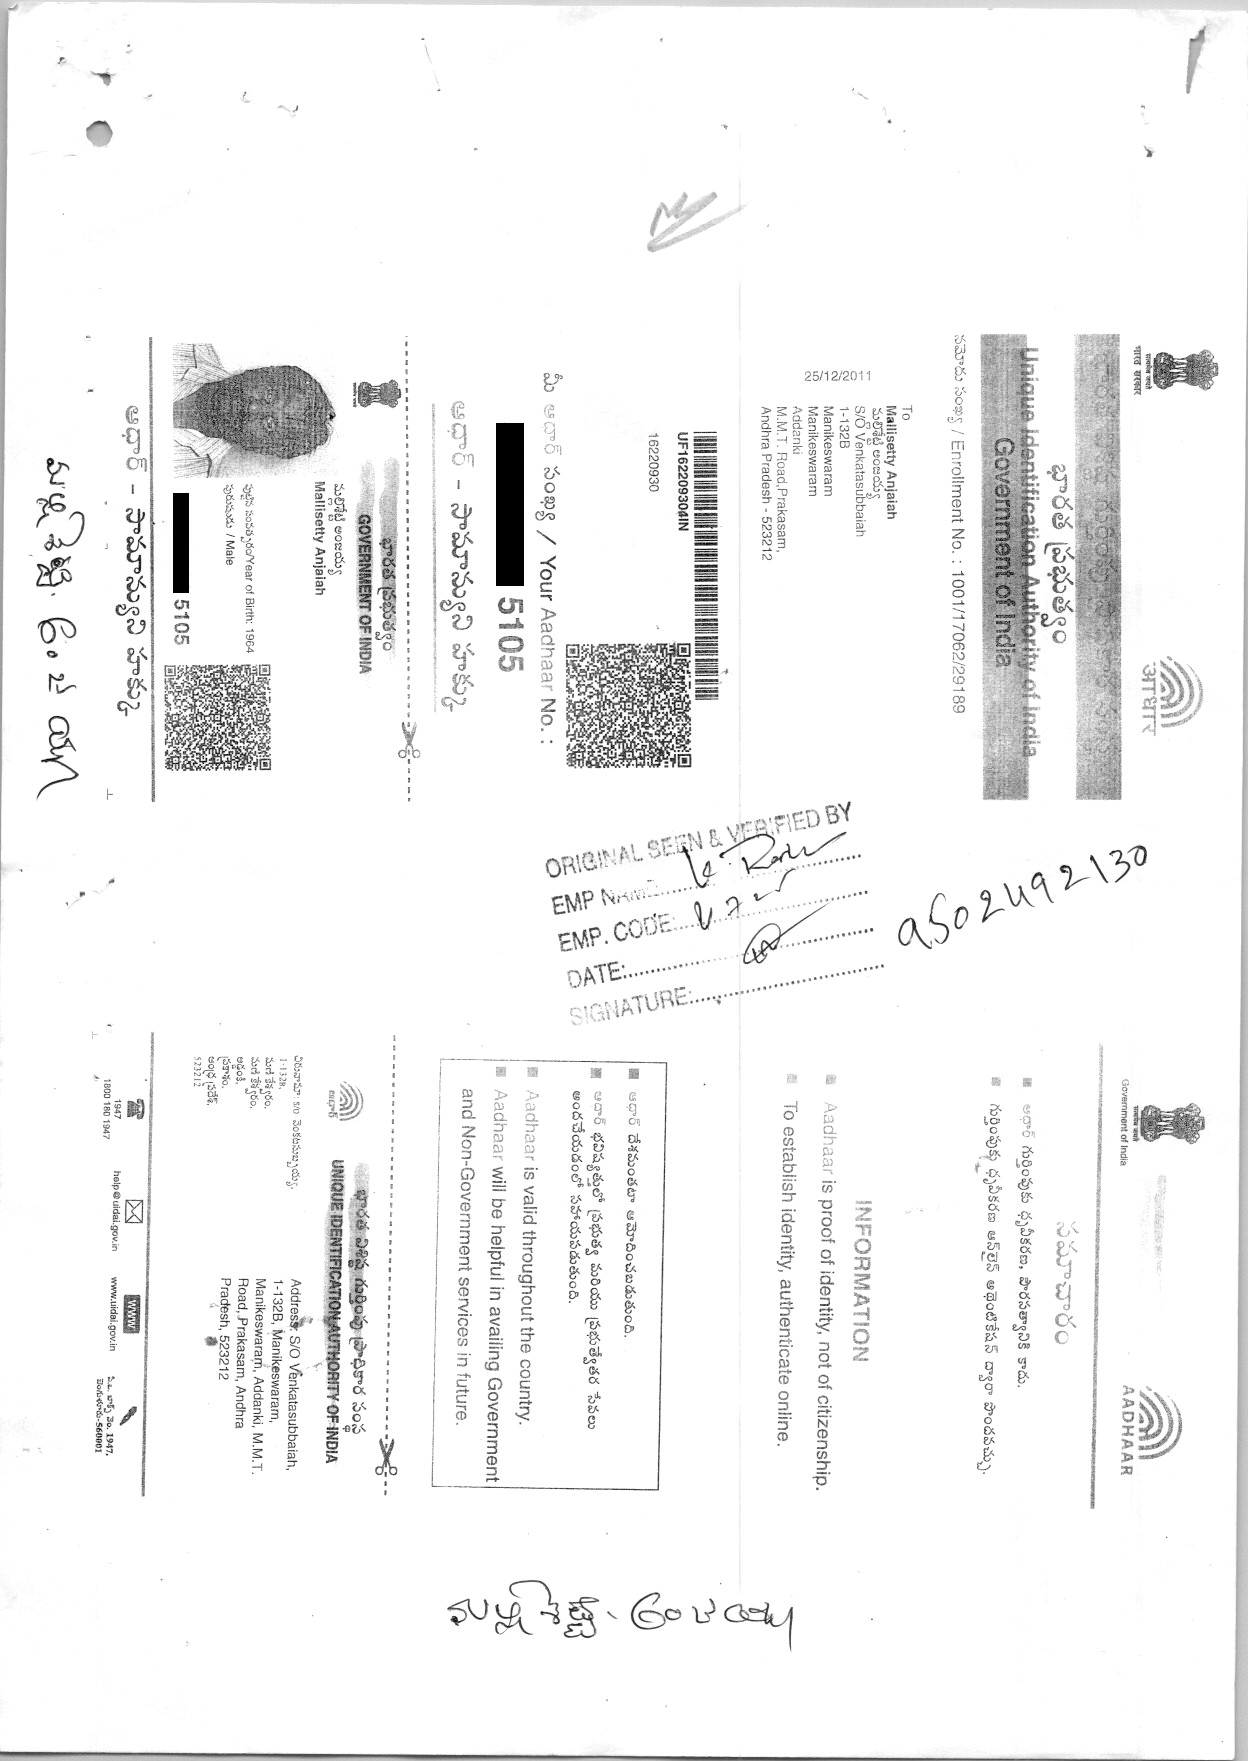 भारत सरकार
आधार
భారత ప్రభుత్వం
Unique Identification Authority of India
Government of India
నమోదు సంఖ్య / Enrollment No. : 1001/17062/29189
To
Mallisetty Anjaiah
మల్లిశెట్టి అంజయ్య
S/O Venkatasubbaiah
1-132B
Manikeswaram
Manikeswaram
Addanki
M.M.T. Road,Prakasam,
Andhra Pradesh - 523212
25/12/2011
UF162209304IN
16220930
మీ ఆధార్ సంఖ్య / Your Aadhaar No. :
5105
ఆధార్ - సామాన్యుని హక్కు
భారత ప్రభుత్వం
GOVERNMENT OF INDIA
మల్లిశెట్టి అంజయ్య
Mallisetty Anjaiah
పుట్టిన సంవత్సరం/Year of Birth: 1964
పురుషుడు / Male
5105
ఆధార్ - సామాన్యుని హక్కు
మల్లిశెట్టి. అంజయ్య
ORIGINAL SEEN & VERIFIED BY
EMP NAME
EMP. CODE:
DATE:
SIGNATURE:
9502492130
Government of India
AADHAAR
సమాచారం
ఆధార్ గుర్తింపుకు ధృవీకరణ, పౌరసత్వానికి కాదు.
గుర్తింపుకు ధృవీకరణ ఆన్‌లైన్ అథెంటికేషన్ ద్వారా పొందవచ్చు.
INFORMATION
Aadhaar is proof of identity, not of citizenship.
To establish identity, authenticate online.
ఆధార్ దేశమంతటా ఆమోదించబడుతుంది.
ఆధార్ భవిష్యత్తులో ప్రభుత్వ మరియు ప్రభుత్వేతర సేవలు
అందచేయడంలో సహాయపడుతుంది.
Aadhaar is valid throughout the country.
Aadhaar will be helpful in availing Government
and Non-Government services in future.
భారత విశిష్ట గుర్తింపు ప్రాధికార సంస్థ
UNIQUE IDENTIFICATION AUTHORITY OF INDIA
ఆధార్
చిరునామా: S/O వెంకటసుబ్బయ్య,
1-132B,
మణికేశ్వరం,
మణికేశ్వరం,
అద్దంకి,
ప్రకాశం,
ఆంధ్ర ప్రదేశ్,
523212
Address: S/O Venkatasubbaiah,
1-132B, Manikeswaram,
Manikeswaram, Addanki, M.M.T.
Road, Prakasam, Andhra
Pradesh, 523212
1947
1800 180 1947
help@uidai.gov.in
WWW
www.uidai.gov.in
పి.బి. బాక్స్ నెం. 1947,
బెంగుళూరు-560001
మల్లిశెట్టి. అంజయ్య